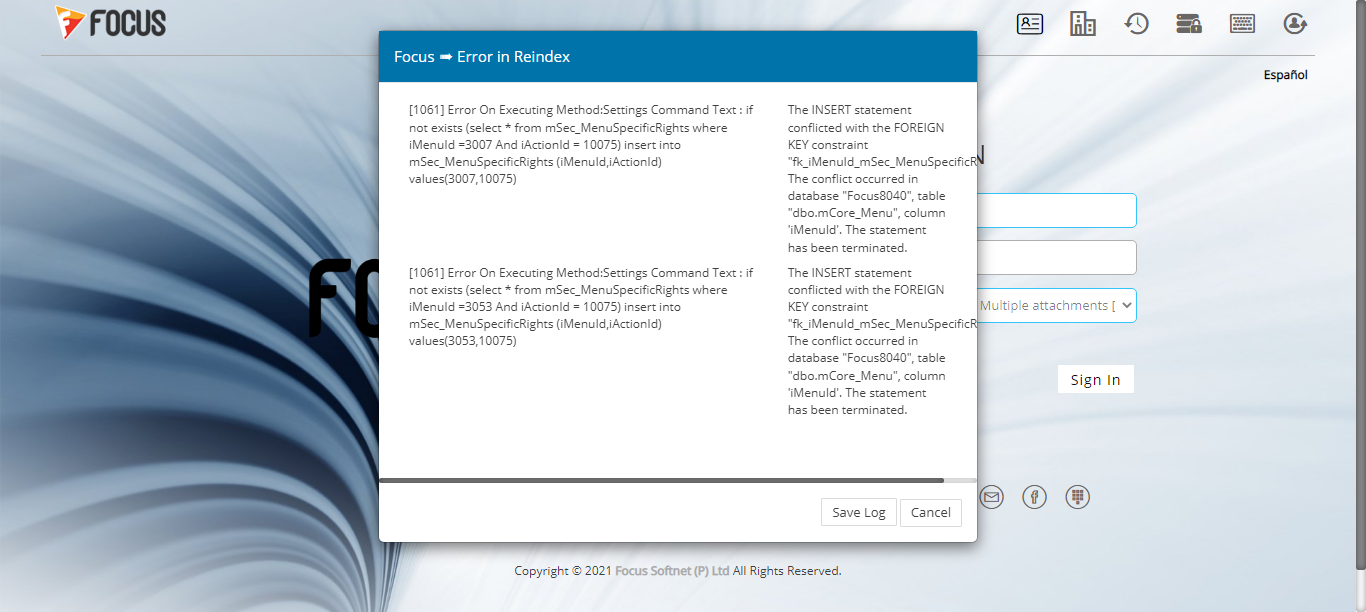 FOCUS
Español
Focus ➡ Error in Reindex
[1061] Error On Executing Method:Settings Command Text : if
not exists (select * from mSec_MenuSpecificRights where
iMenuId =3007 And iActionId = 10075) insert into
mSec_MenuSpecificRights (iMenuId,iActionId)
values(3007,10075)
The INSERT statement
conflicted with the FOREIGN
KEY constraint
"fk_iMenuId_mSec_MenuSpecificR
The conflict occurred in
database "Focus8040", table
"dbo.mCore_Menu", column
'iMenuId'. The statement
has been terminated.
[1061] Error On Executing Method:Settings Command Text : if
not exists (select * from mSec_MenuSpecificRights where
iMenuId =3053 And iActionId = 10075) insert into
mSec_MenuSpecificRights (iMenuId,iActionId)
values(3053,10075)
The INSERT statement
conflicted with the FOREIGN
KEY constraint
"fk_iMenuId_mSec_MenuSpecificR
The conflict occurred in
database "Focus8040", table
"dbo.mCore_Menu", column
'iMenuId'. The statement
has been terminated.
N
FO
Multiple attachments [
Sign In
Save Log
Cancel
Copyright © 2021 Focus Softnet (P) Ltd All Rights Reserved.